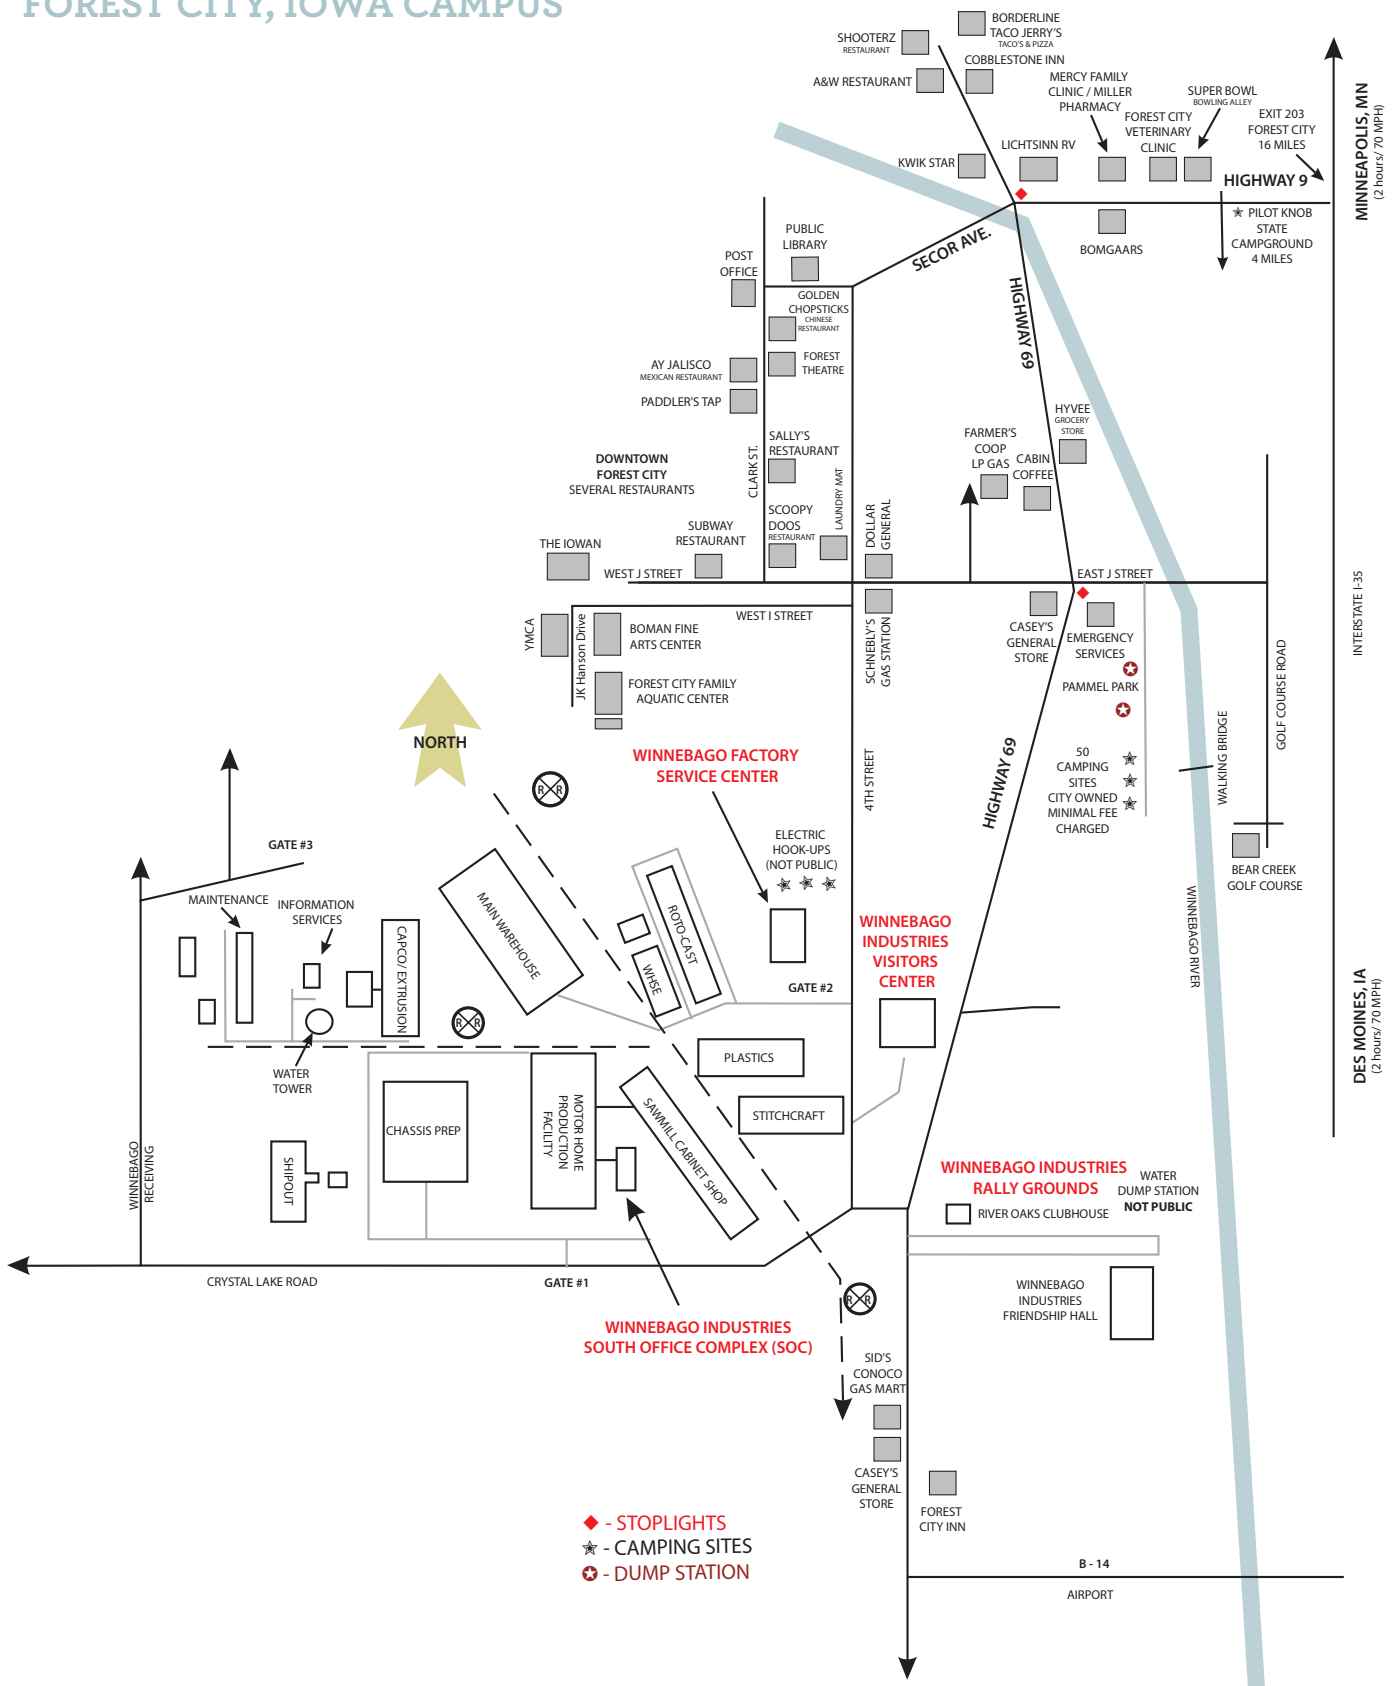 FOREST CITY, IOWA CAMPUS
BORDERLINE
TACO JERRY'S
TACO'S & PIZZA
SHOOTERZ
RESTAURANT
COBBLESTONE INN
A&W RESTAURANT
MERCY FAMILY
CLINIC / MILLER
PHARMACY
SUPER BOWL
BOWLING ALLEY
FOREST CITY
VETERINARY
CLINIC
EXIT 203
FOREST CITY
16 MILES
MINNEAPOLIS, MN
(2 hours/ 70 MPH)
LICHTSINN RV
KWIK STAR
HIGHWAY 9
PILOT KNOB
STATE
CAMPGROUND
4 MILES
BOMGAARS
SECOR AVE.
PUBLIC
LIBRARY
POST
OFFICE
HIGHWAY 69
GOLDEN
CHOPSTICKS
CHINESE
RESTAURANT
FOREST
THEATRE
AY JALISCO
MEXICAN RESTAURANT
PADDLER'S TAP
HYVEE
GROCERY
STORE
FARMER'S
COOP
LP GAS
CABIN
COFFEE
SALLY'S
RESTAURANT
CLARK ST.
DOWNTOWN
FOREST CITY
SEVERAL RESTAURANTS
LAUNDRY MAT
SCOOPY
DOOS
RESTAURANT
DOLLAR
GENERAL
SUBWAY
RESTAURANT
THE IOWAN
WEST J STREET
EAST J STREET
INTERSTATE I-35
WEST I STREET
YMCA
JK Hanson Drive
BOMAN FINE
ARTS CENTER
SCHNEBLY'S
GAS STATION
CASEY'S
GENERAL
STORE
EMERGENCY
SERVICES
PAMMEL PARK
GOLF COURSE ROAD
FOREST CITY FAMILY
AQUATIC CENTER
NORTH
WINNEBAGO FACTORY
SERVICE CENTER
4TH STREET
HIGHWAY 69
50
CAMPING
SITES
CITY OWNED
MINIMAL FEE
CHARGED
WALKING BRIDGE
R R
ELECTRIC
HOOK-UPS
(NOT PUBLIC)
GATE #3
BEAR CREEK
GOLF COURSE
MAINTENANCE
INFORMATION
SERVICES
MAIN WAREHOUSE
ROTO-CAST
WHSE
CAPCO/ EXTRUSION
WINNEBAGO
INDUSTRIES
VISITORS
CENTER
WINNEBAGO RIVER
GATE #2
R R
DES MOINES, IA
(2 hours/ 70 MPH)
PLASTICS
WATER
TOWER
STITCHCRAFT
CHASSIS PREP
MOTOR HOME
PRODUCTION
FACILITY
SAWMILL CABINET SHOP
WINNEBAGO
RECEIVING
SHIPOUT
WINNEBAGO INDUSTRIES
RALLY GROUNDS
WATER
DUMP STATION
NOT PUBLIC
RIVER OAKS CLUBHOUSE
CRYSTAL LAKE ROAD
GATE #1
R R
WINNEBAGO
INDUSTRIES
FRIENDSHIP HALL
WINNEBAGO INDUSTRIES
SOUTH OFFICE COMPLEX (SOC)
SID'S
CONOCO
GAS MART
CASEY'S
GENERAL
STORE
FOREST
CITY INN
- STOPLIGHTS
- CAMPING SITES
- DUMP STATION
B - 14
AIRPORT